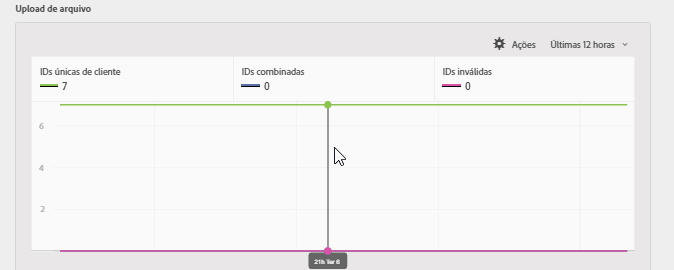 Upload de arquivo
Ações Últimas 12 horas
IDs únicas de cliente IDs combinadas IDs inválidas
7 0 0
6
4
2
21h Ter 6